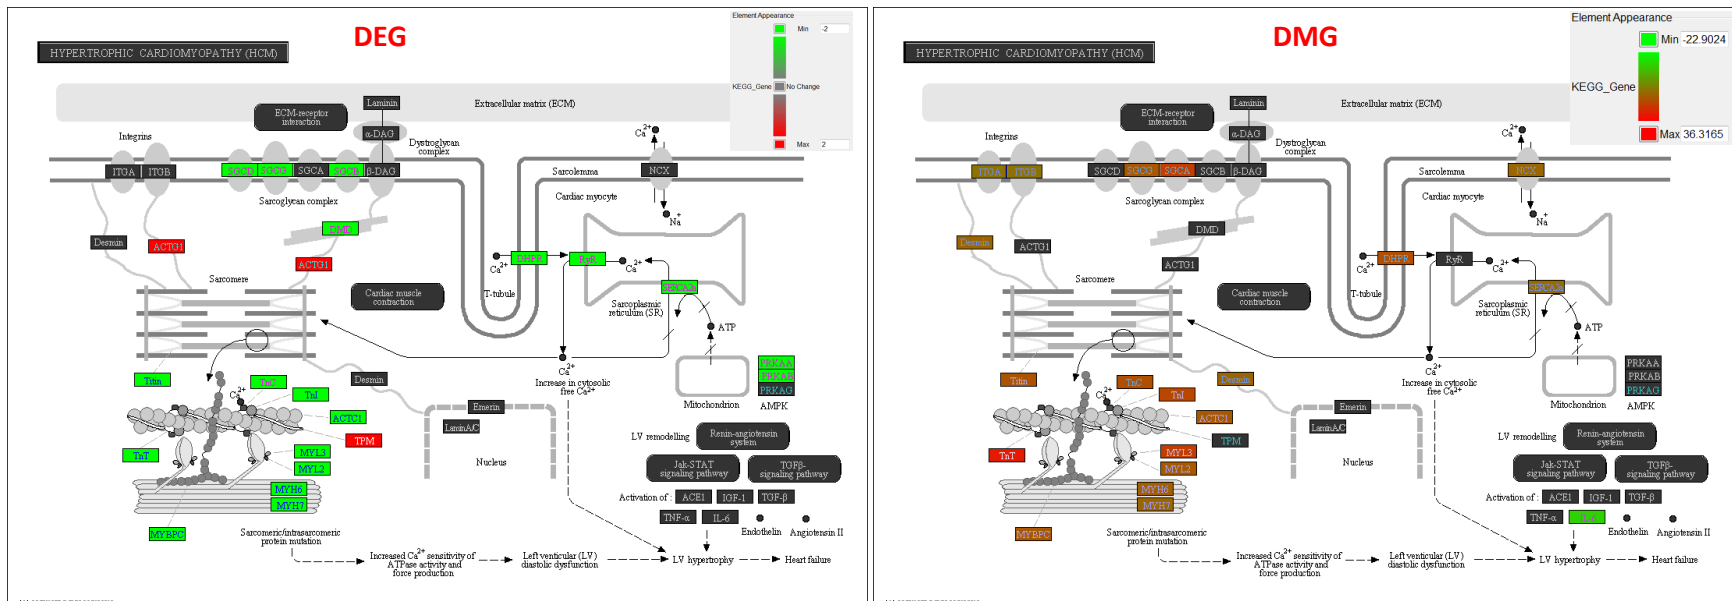 DEG
Element Appearance
Min -2
KEGG_Gene No Change
Max 2
HYPERTROPHIC CARDIOMYOPATHY (HCM)
Extracellular matrix (ECM)
ECM-receptor
interaction
Laminin
α-DAG
Dystroglycan
complex
Integrins
Ca2+
ITGA ITGB SGCD SGCG SGCA SGCB β-DAG
Sarcolemma
NCX
Sarcoglycan complex
Cardiac myocyte
Na+
Desmin
ACTG1
DMD
ACTG1
Ca2+
DHPR
RyR
Ca2+
SERCA2a
Sarcomere
Cardiac muscle
contraction
T-tubule
Sarcoplasmic
reticulum (SR)
ATP
Ca2+
Increase in cytosolic
free Ca2+
Mitochondrion
PRKAA
PRKAB
PRKAG
AMPK
Titin
Ca2+
TnC
TnI
ACTC1
TPM
TnT
MYL3
MYL2
MYH6
MYH7
MYBPC
Desmin
Emerin
LaminA/C
Nucleus
LV remodelling
Renin-angiotensin
system
Jak-STAT
signaling pathway
TGFβ-
signaling pathway
Activation of : ACE1 IGF-1 TGF-β
TNF-α IL-6
Endothelin Angiotensin II
Sarcomeric/intrasarcomeric
protein mutation
Increased Ca2+ sensitivity of
ATPase activity and
force production
Left venticular (LV)
diastolic dysfunction
LV hypertrophy
Heart failure
DMG
Element Appearance
Min -22.9024
KEGG_Gene
Max 36.3165
HYPERTROPHIC CARDIOMYOPATHY (HCM)
Extracellular matrix (ECM)
ECM-receptor
interaction
Laminin
α-DAG
Dystroglycan
complex
Integrins
Ca2+
ITGA ITGB SGCD SGCG SGCA SGCB β-DAG
Sarcolemma
NCX
Sarcoglycan complex
Cardiac myocyte
Na+
Desmin
ACTG1
DMD
ACTG1
Ca2+
DHPR
RyR
Ca2+
SERCA2a
Sarcomere
Cardiac muscle
contraction
T-tubule
Sarcoplasmic
reticulum (SR)
ATP
Ca2+
Increase in cytosolic
free Ca2+
Mitochondrion
PRKAA
PRKAB
PRKAG
AMPK
Titin
Ca2+
TnC
TnI
ACTC1
TPM
TnT
MYL3
MYL2
MYH6
MYH7
MYBPC
Desmin
Emerin
LaminA/C
Nucleus
LV remodelling
Renin-angiotensin
system
Jak-STAT
signaling pathway
TGFβ-
signaling pathway
Activation of : ACE1 IGF-1 TGF-β
TNF-α IL-6
Endothelin Angiotensin II
Sarcomeric/intrasarcomeric
protein mutation
Increased Ca2+ sensitivity of
ATPase activity and
force production
Left venticular (LV)
diastolic dysfunction
LV hypertrophy
Heart failure